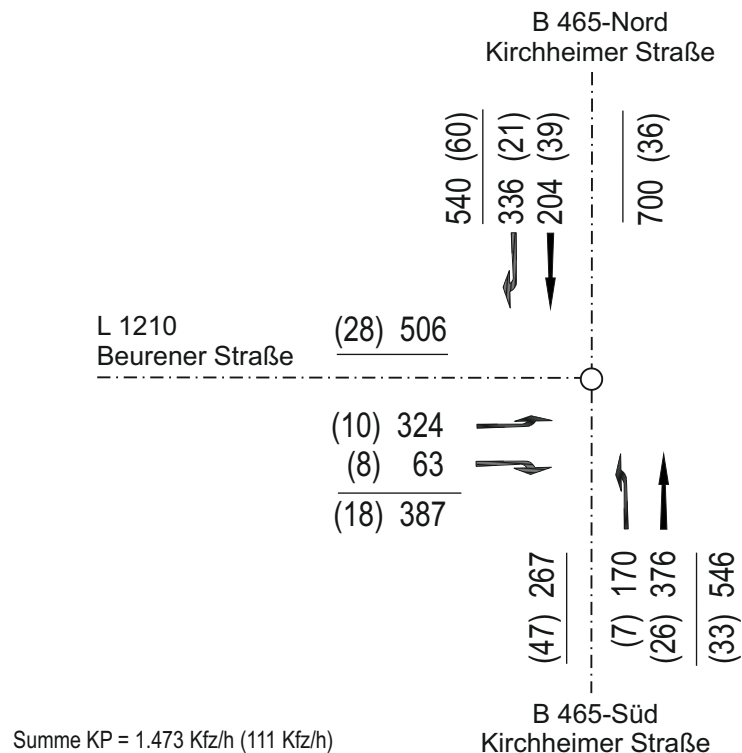 B 465-Nord
Kirchheimer Straße
540 (60)
336 (21)
204 (39)
700 (36)
L 1210
Beurener Straße
(28) 506
(10) 324
(8) 63
(18) 387
(47) 267
(7) 170
(26) 376
(33) 546
B 465-Süd
Kirchheimer Straße
Summe KP = 1.473 Kfz/h (111 Kfz/h)